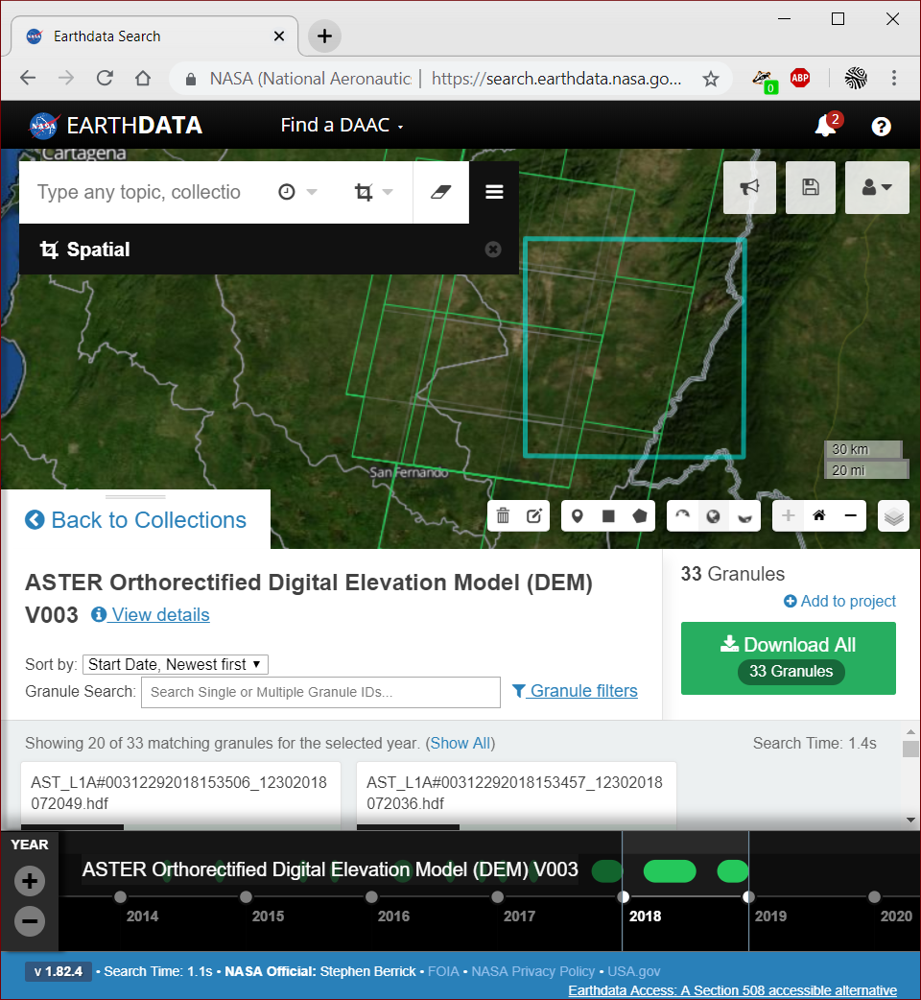 Earthdata Search
NASA (National Aeronautics | https://search.earthdata.nasa.go...
ABP
0
NASA EARTHDATA
Find a DAAC
2
?
Cartagena
Type any topic, collectio
Spatial
San Fernando
30 km
20 mi
Back to Collections
ASTER Orthorectified Digital Elevation Model (DEM)
V003 View details
33 Granules
Add to project
Download All
33 Granules
Sort by: Start Date, Newest first
Granule Search: Search Single or Multiple Granule IDs...
Granule filters
Showing 20 of 33 matching granules for the selected year. (Show All)
Search Time: 1.4s
AST_L1A#00312292018153506_12302018
072049.hdf
AST_L1A#00312292018153457_12302018
072036.hdf
YEAR
ASTER Orthorectified Digital Elevation Model (DEM) V003
2014 2015 2016 2017 2018 2019 2020
v 1.82.4 • Search Time: 1.1s • NASA Official: Stephen Berrick • FOIA • NASA Privacy Policy • USA.gov
Earthdata Access: A Section 508 accessible alternative